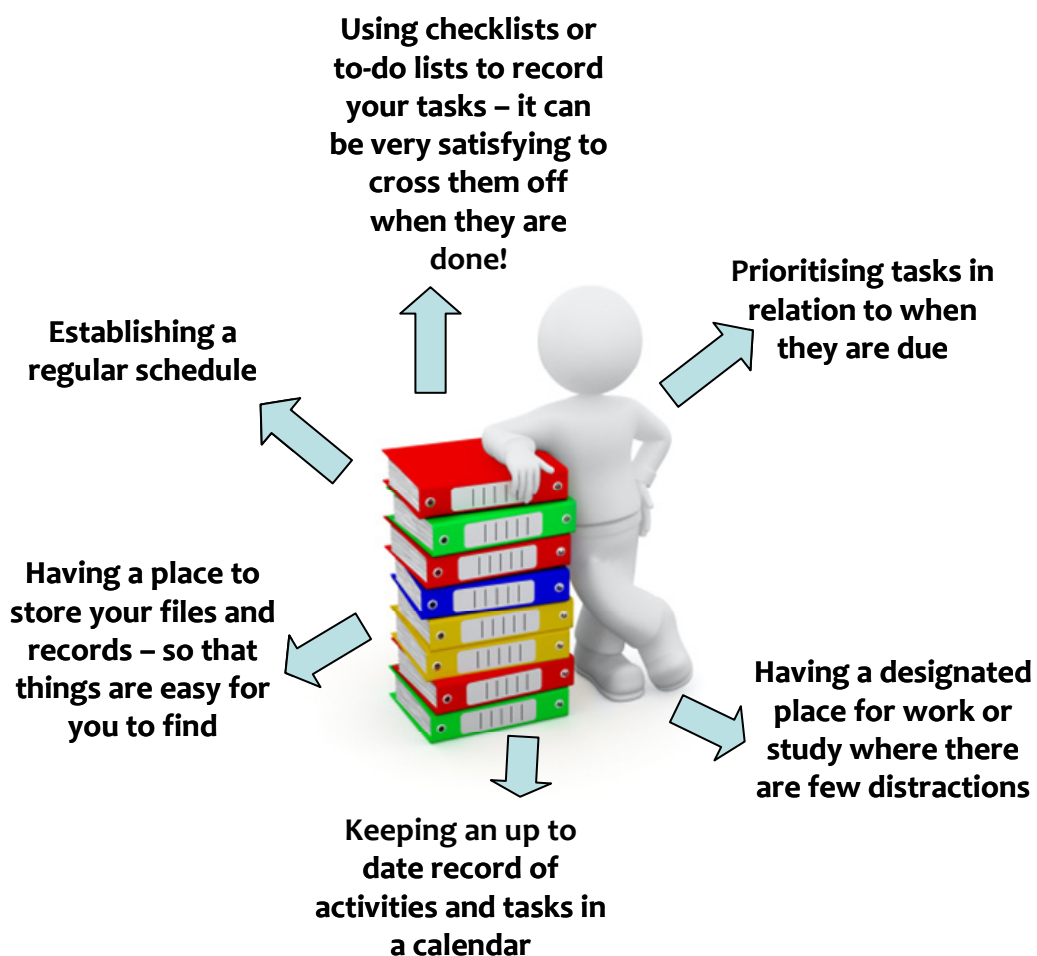 Using checklists or
to-do lists to record
your tasks – it can
be very satisfying to
cross them off
when they are
done!
Prioritising tasks in
relation to when
they are due
Establishing a
regular schedule
Having a place to
store your files and
records – so that
things are easy for
you to find
Having a designated
place for work or
study where there
are few distractions
Keeping an up to
date record of
activities and tasks in
a calendar